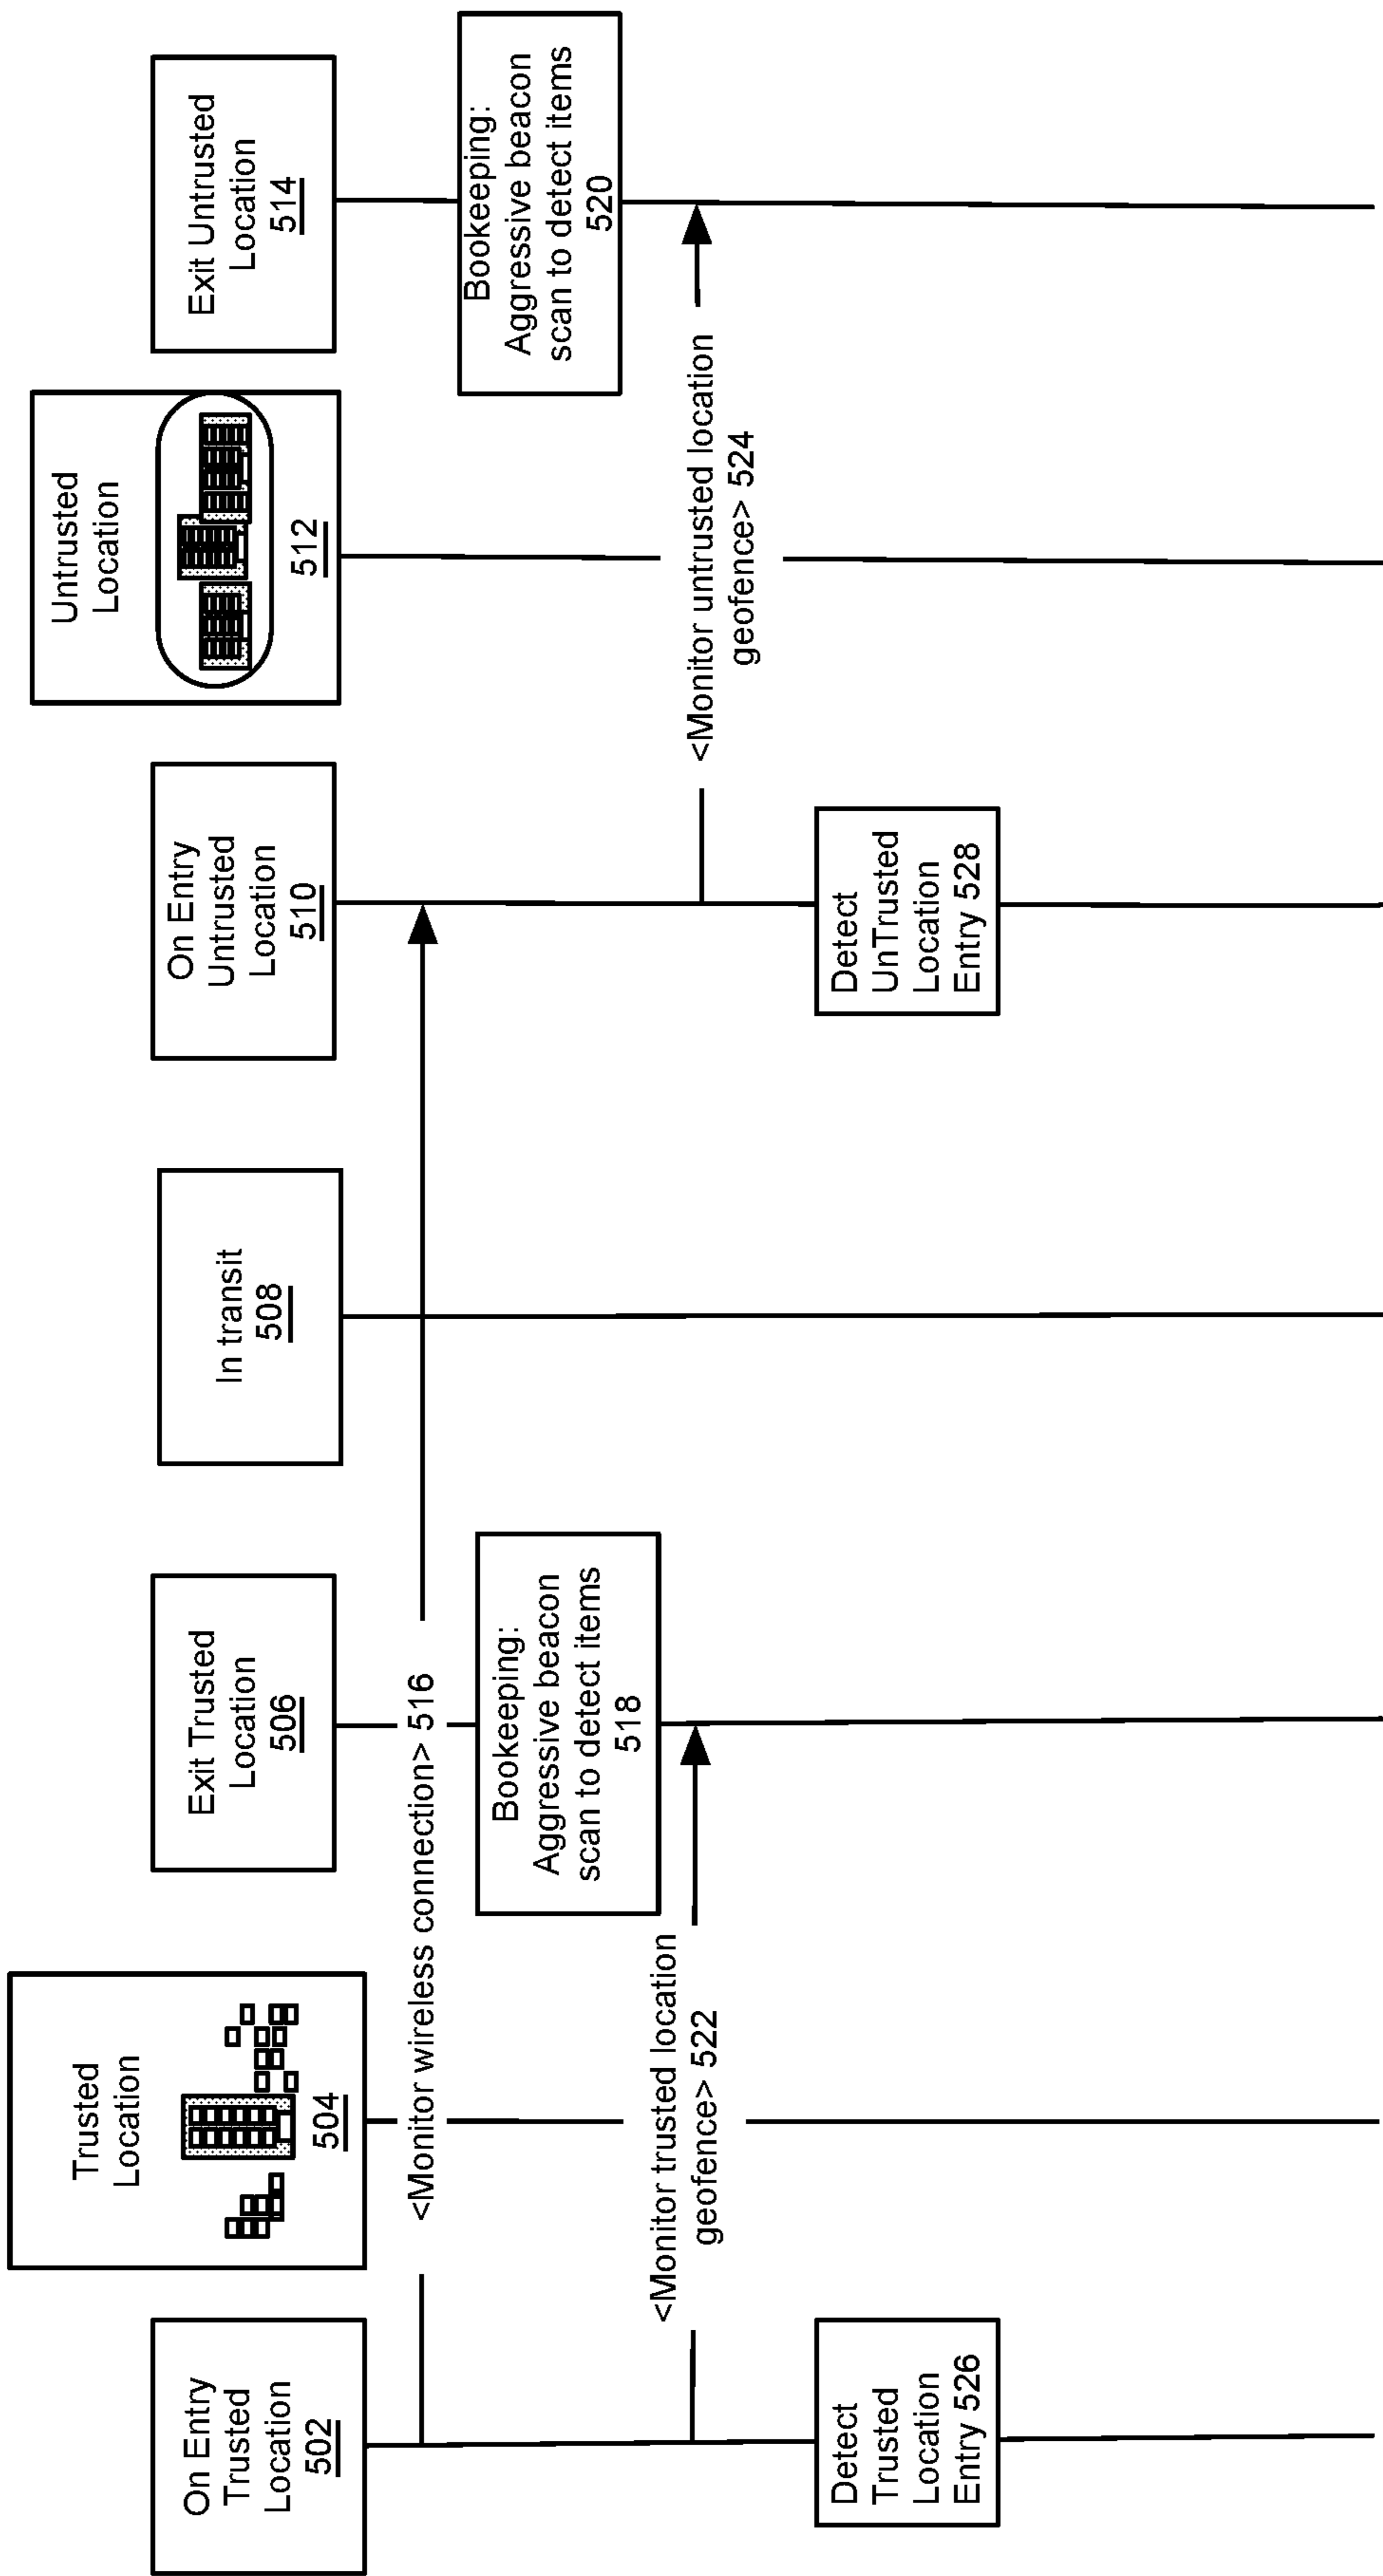 On Entry
Trusted
Location
502
Trusted
Location
504
Exit Trusted
Location
506
In transit
508
On Entry
Untrusted
Location
510
Untrusted
Location
512
Exit Untrusted
Location
514
<Monitor wireless connection> 516
Bookeeping:
Aggressive beacon
scan to detect items
518
Bookeeping:
Aggressive beacon
scan to detect items
520
<Monitor trusted location
geofence> 522
<Monitor untrusted location
geofence> 524
Detect
Trusted
Location
Entry 526
Detect
UnTrusted
Location
Entry 528